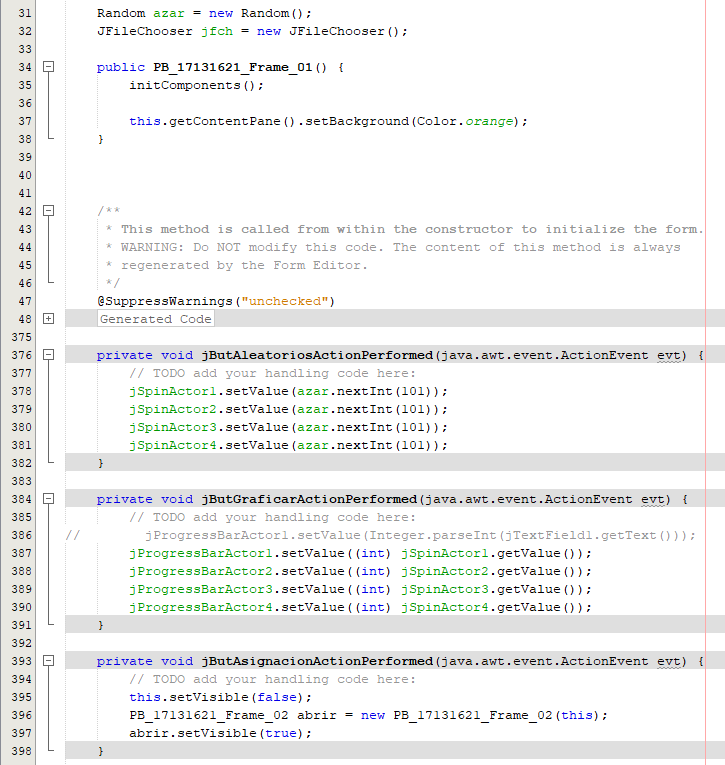 31 Random azar = new Random();
32 JFileChooser jfch = new JFileChooser();
33
34 public PB_17131621_Frame_01() {
35 initComponents();
36
37 this.getContentPane().setBackground(Color.orange);
38 }
39
40
41
42 /**
43 * This method is called from within the constructor to initialize the form.
44 * WARNING: Do NOT modify this code. The content of this method is always
45 * regenerated by the Form Editor.
46 */
47 @SuppressWarnings("unchecked")
48 Generated Code
375
376 private void jButAleatoriosActionPerformed(java.awt.event.ActionEvent evt) {
377 // TODO add your handling code here:
378 jSpinActor1.setValue(azar.nextInt(101));
379 jSpinActor2.setValue(azar.nextInt(101));
380 jSpinActor3.setValue(azar.nextInt(101));
381 jSpinActor4.setValue(azar.nextInt(101));
382 }
383
384 private void jButGraficarActionPerformed(java.awt.event.ActionEvent evt) {
385 // TODO add your handling code here:
386 // jProgressBarActor1.setValue(Integer.parseInt(jTextField1.getText()));
387 jProgressBarActor1.setValue((int) jSpinActor1.getValue());
388 jProgressBarActor2.setValue((int) jSpinActor2.getValue());
389 jProgressBarActor3.setValue((int) jSpinActor3.getValue());
390 jProgressBarActor4.setValue((int) jSpinActor4.getValue());
391 }
392
393 private void jButAsignacionActionPerformed(java.awt.event.ActionEvent evt) {
394 // TODO add your handling code here:
395 this.setVisible(false);
396 PB_17131621_Frame_02 abrir = new PB_17131621_Frame_02(this);
397 abrir.setVisible(true);
398 }